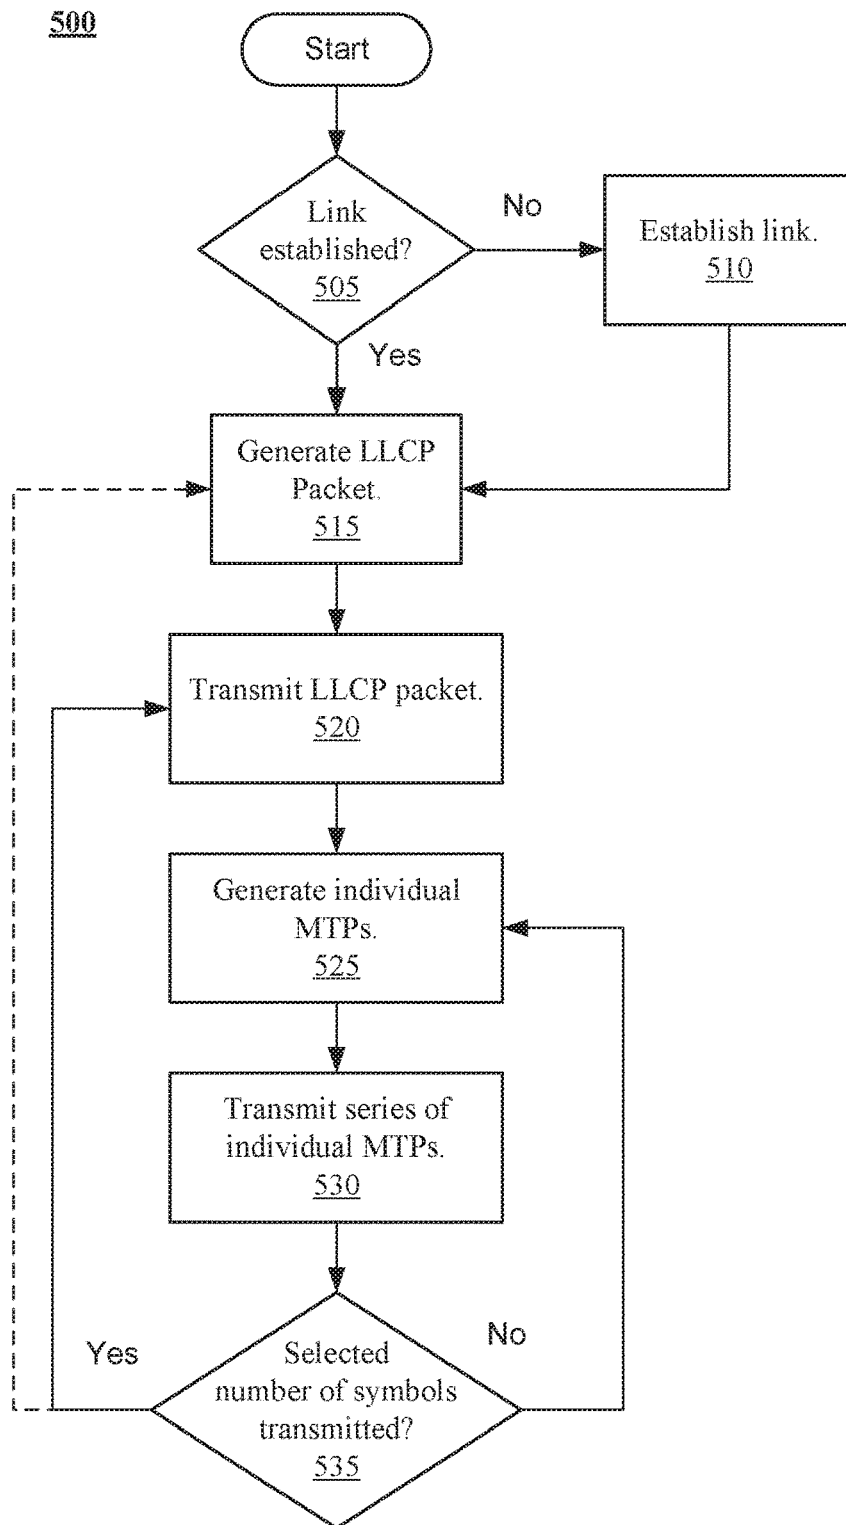 500
Start
Link
established?
505
No
Establish link.
510
Yes
Generate LLCP
Packet.
515
Transmit LLCP packet.
520
Generate individual
MTPs.
525
Transmit series of
individual MTPs.
530
Yes
No
Selected
number of symbols
transmitted?
535